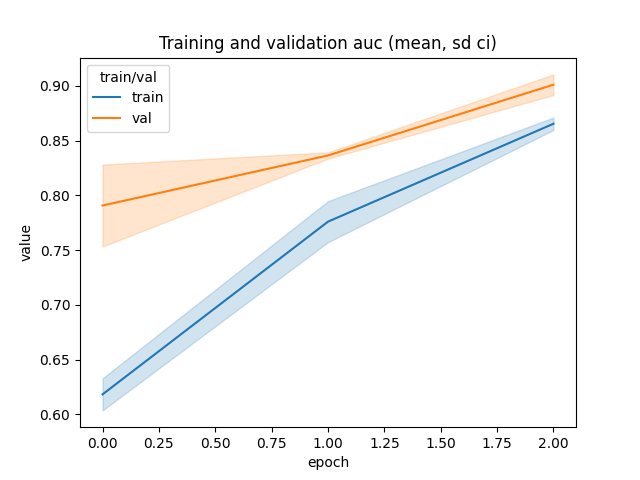 Training and validation auc (mean, sd ci)
train/val
train
val
value
0.90
0.85
0.80
0.75
0.70
0.65
0.60
0.00 0.25 0.50 0.75 1.00 1.25 1.50 1.75 2.00
epoch